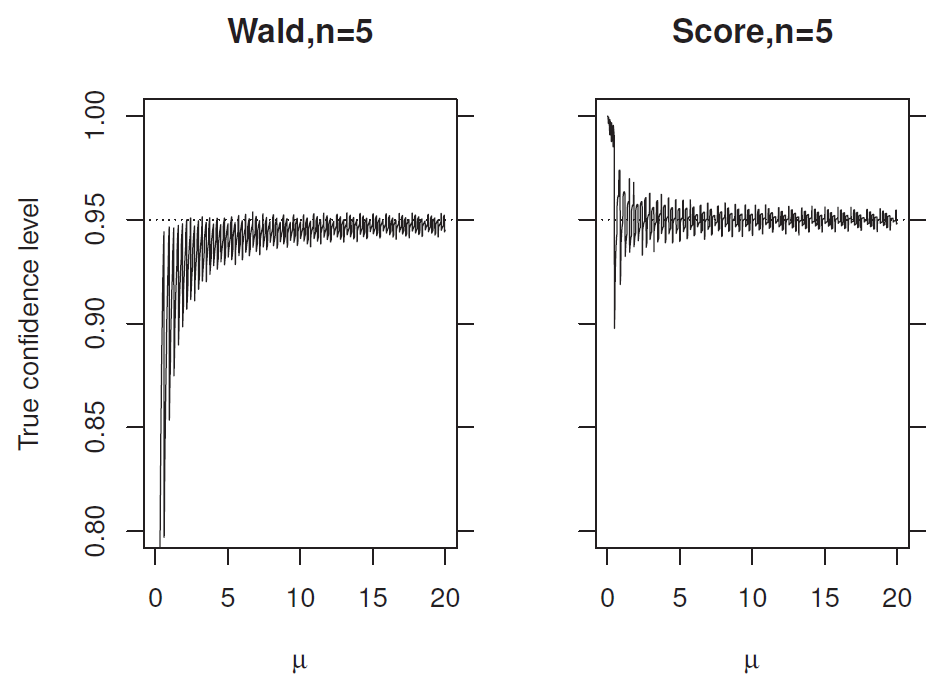 Wald,n=5
Score,n=5
True confidence level
1.00
0.95
0.90
0.85
0.80
0 5 10 15 20
0 5 10 15 20
μ
μ